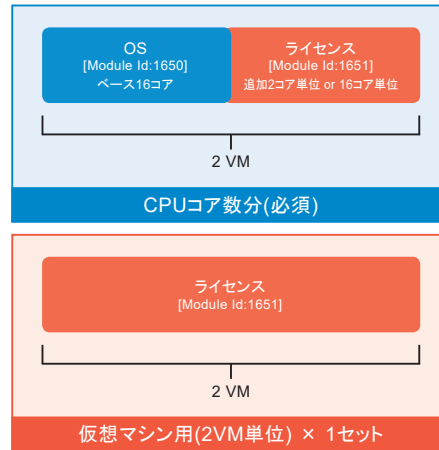 OS
[Module Id:1650]
ベース16コア
ライセンス
[Module Id:1651]
追加2コア単位 or 16コア単位
2 VM
CPUコア数分(必須)
ライセンス
[Module Id:1651]
2 VM
仮想マシン用(2VM単位) × 1セット